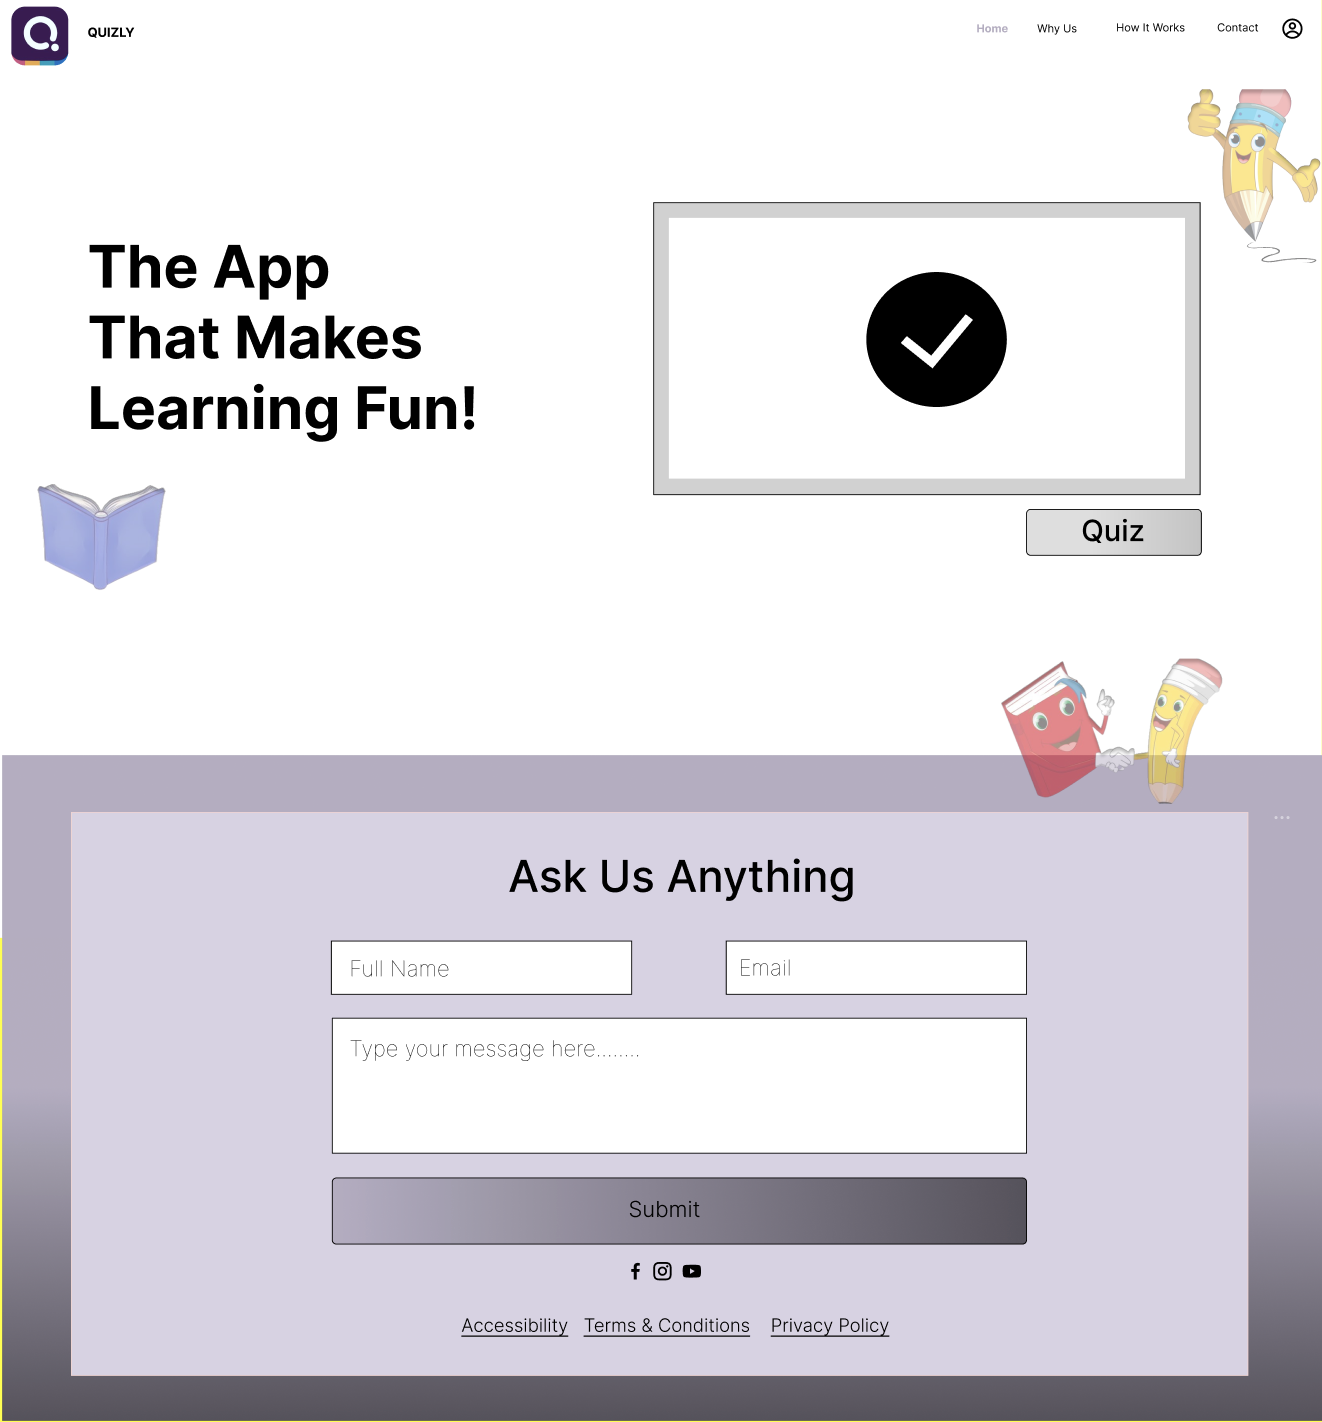 QUIZLY
Home Why Us How It Works Contact
The App
That Makes
Learning Fun!
Quiz
Ask Us Anything
Full Name Email
Type your message here........
Submit
Accessibility Terms & Conditions Privacy Policy